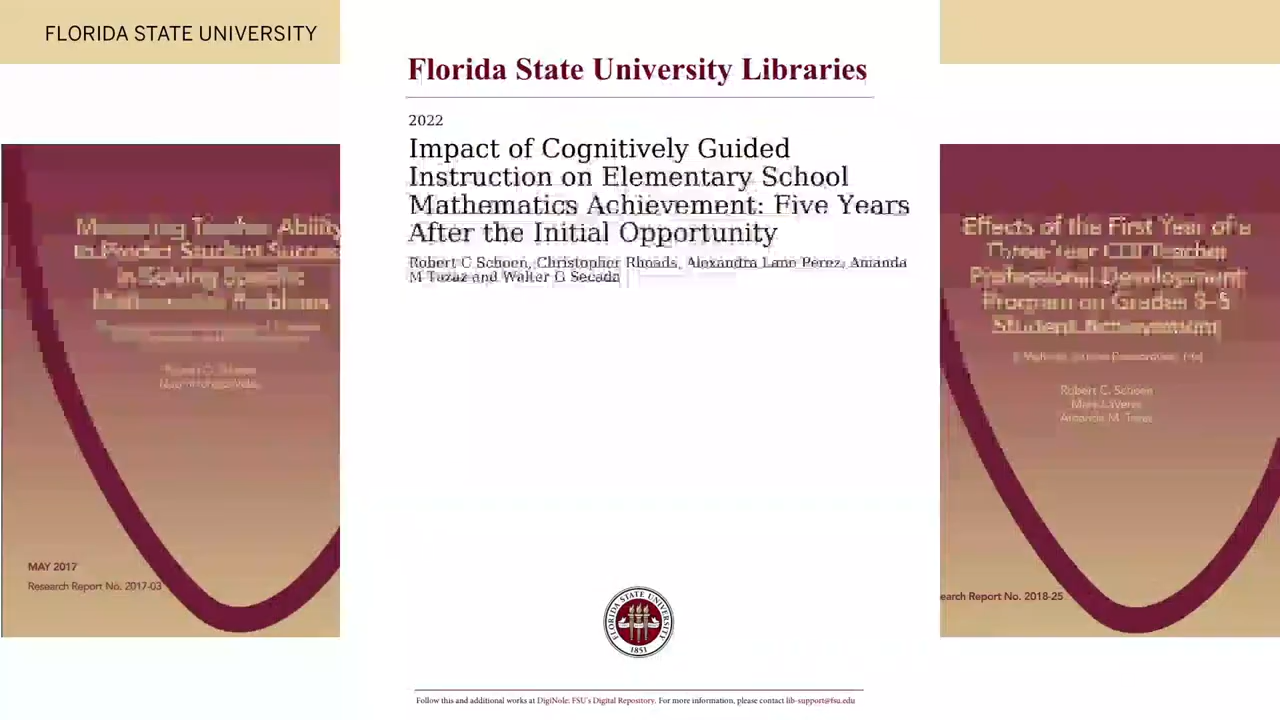 FLORIDA STATE UNIVERSITY
Florida State University Libraries
2022
Impact of Cognitively Guided
Instruction on Elementary School
Mathematics Achievement: Five Years
After the Initial Opportunity
Robert C Schoen, Christopher Rhoads, Alexandra Lane Perez, Amanda
M Tazaz and Walter G Secada
FLORIDA STATE UNIVERSITY
1851
Follow this and additional works at DigiNole: FSU's Digital Repository. For more information, please contact lib-support@fsu.edu
Measuring Teacher Ability
to Predict Student Success
in Solving Specific
Mathematics Problems
MAY 2017
Research Report No. 2017-03
Effects of the First Year of a
Three-Year CGI Teacher
Professional Development
Program on Grades 3–5
Student Achievement
Robert C. Schoen
Amanda M. Tazaz
earch Report No. 2018-25